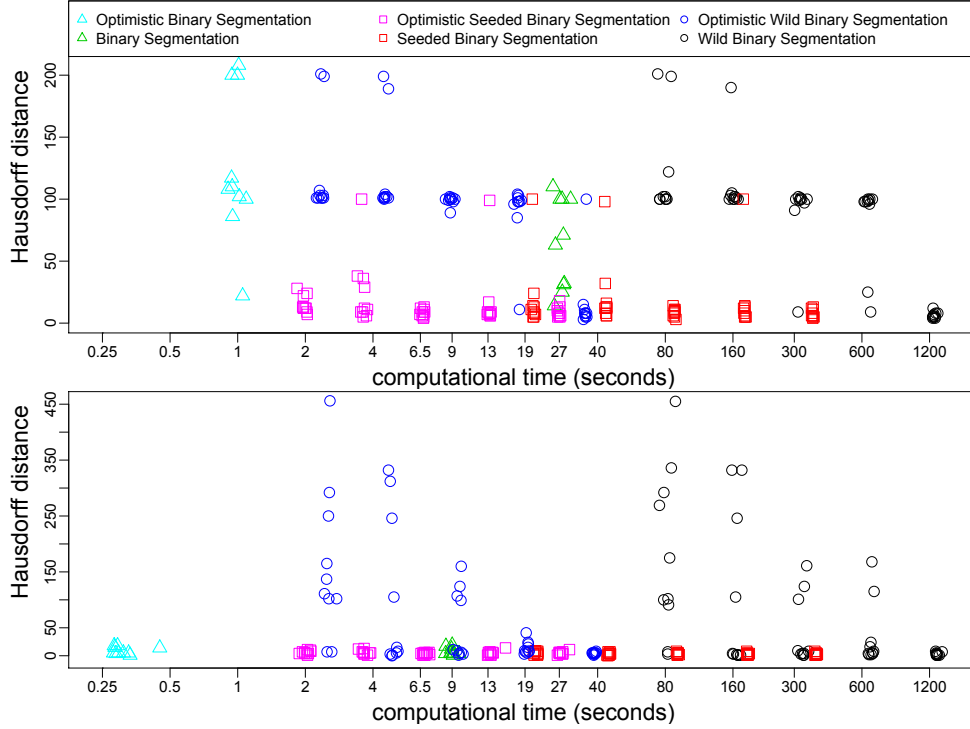 Optimistic Binary Segmentation Optimistic Seeded Binary Segmentation Optimistic Wild Binary Segmentation
Binary Segmentation Seeded Binary Segmentation Wild Binary Segmentation
Hausdorff distance
200
150
100
50
0
0.25 0.5 1 2 4 6.5 9 13 19 27 40 80 160 300 600 1200
computational time (seconds)
Hausdorff distance
450
350
250
150
50
0
0.25 0.5 1 2 4 6.5 9 13 19 27 40 80 160 300 600 1200
computational time (seconds)